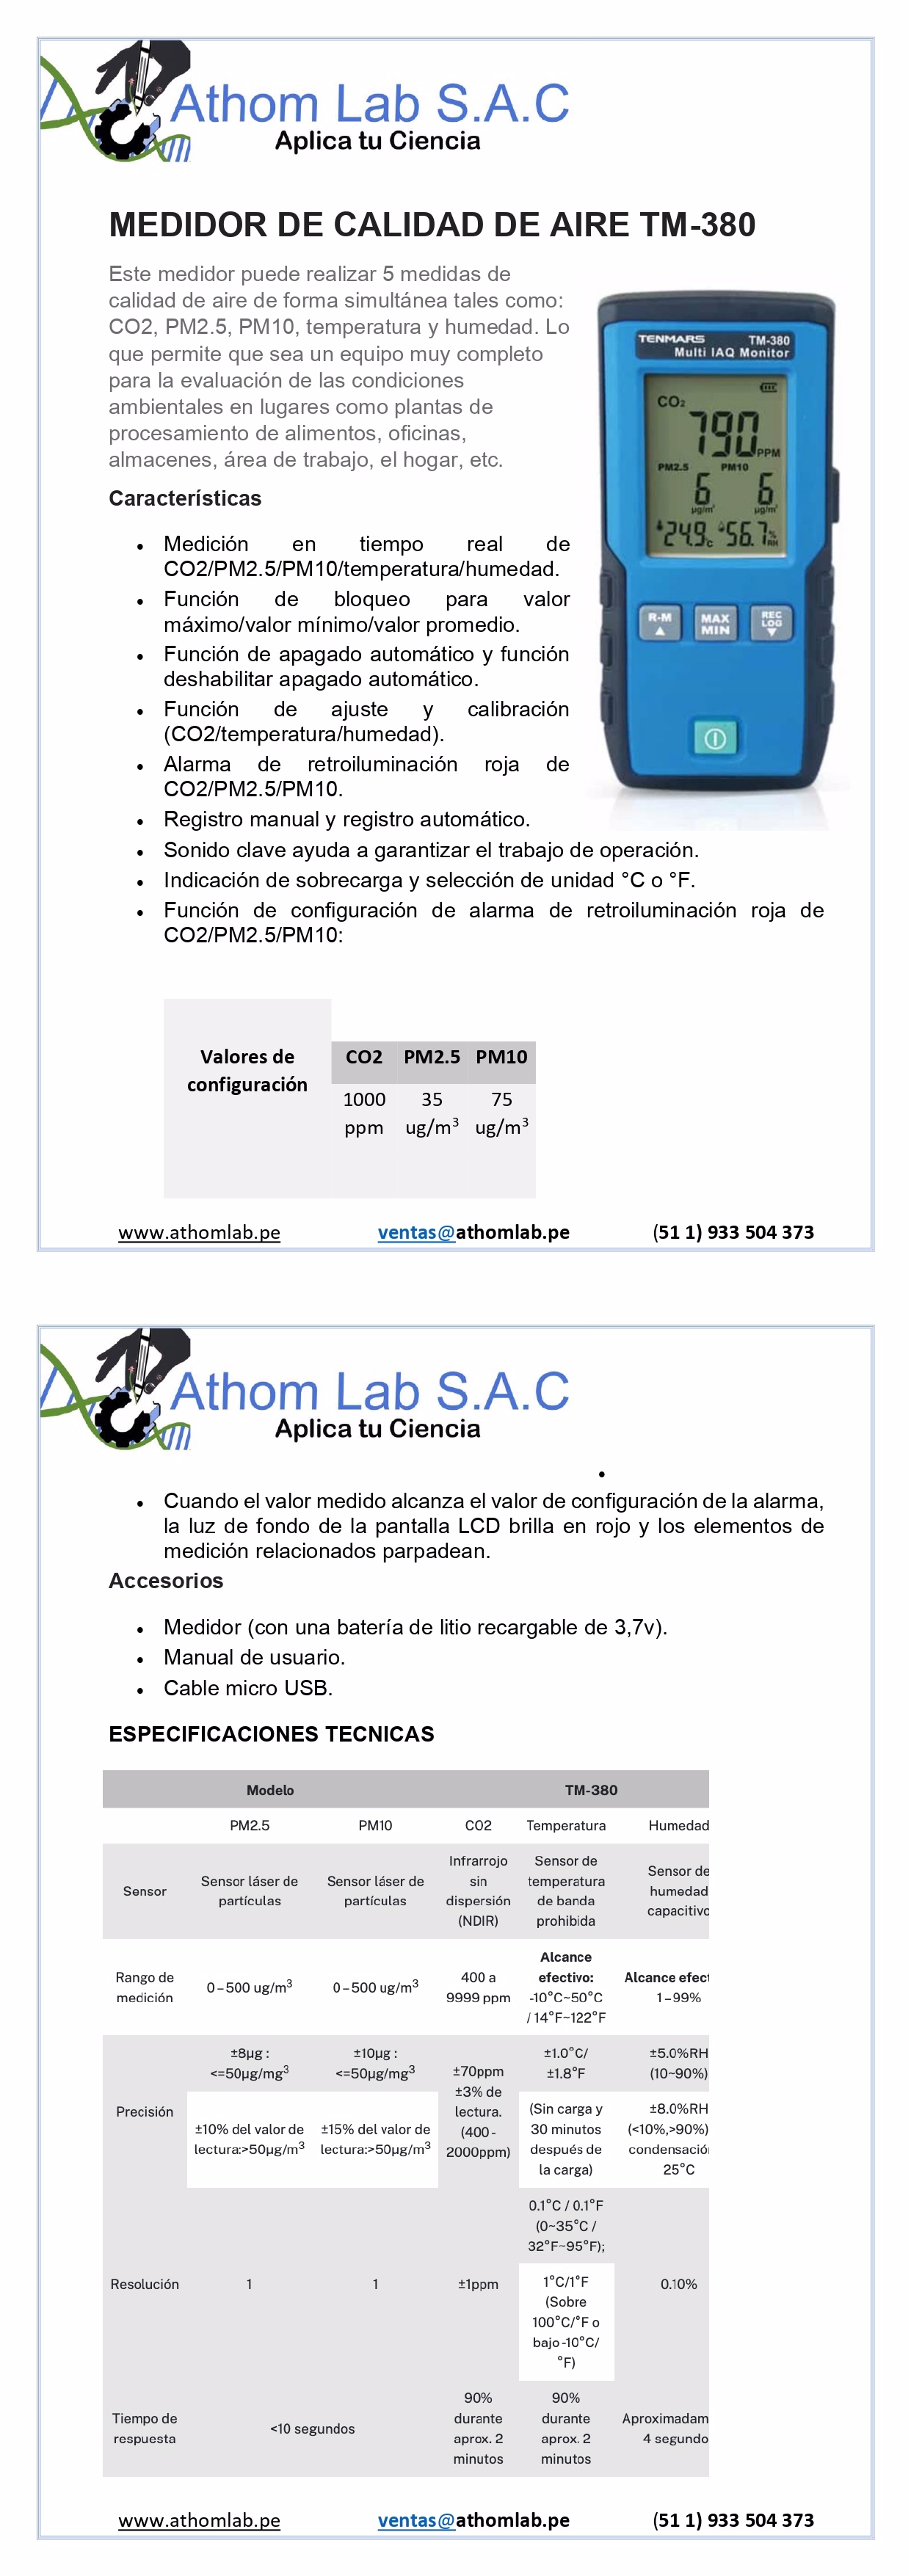 Athom Lab S.A.C
Aplica tu Ciencia
MEDIDOR DE CALIDAD DE AIRE TM-380
Este medidor puede realizar 5 medidas de
calidad de aire de forma simultánea tales como:
CO2, PM2.5, PM10, temperatura y humedad. Lo
que permite que sea un equipo muy completo
para la evaluación de las condiciones
ambientales en lugares como plantas de
procesamiento de alimentos, oficinas,
almacenes, área de trabajo, el hogar, etc.
TENMARS TM-380
Multi IAQ Monitor
CO₂
790 PPM
PM2.5 PM10
6 6
µg/m³ µg/m³
24.9 °C 56.7 % RH
R-M ▲ MAX MIN REC LOG ▼
Características
• Medición en tiempo real de
CO2/PM2.5/PM10/temperatura/humedad.
• Función de bloqueo para valor
máximo/valor mínimo/valor promedio.
• Función de apagado automático y función
deshabilitar apagado automático.
• Función de ajuste y calibración
(CO2/temperatura/humedad).
• Alarma de retroiluminación roja de
CO2/PM2.5/PM10.
• Registro manual y registro automático.
• Sonido clave ayuda a garantizar el trabajo de operación.
• Indicación de sobrecarga y selección de unidad °C o °F.
• Función de configuración de alarma de retroiluminación roja de
CO2/PM2.5/PM10:
Valores de
configuración
CO2 PM2.5 PM10
1000 35 75
ppm ug/m³ ug/m³
www.athomlab.pe ventas@athomlab.pe (51 1) 933 504 373
Athom Lab S.A.C
Aplica tu Ciencia
•
• Cuando el valor medido alcanza el valor de configuración de la alarma,
la luz de fondo de la pantalla LCD brilla en rojo y los elementos de
medición relacionados parpadean.
Accesorios
• Medidor (con una batería de litio recargable de 3,7v).
• Manual de usuario.
• Cable micro USB.
ESPECIFICACIONES TECNICAS
Modelo TM-380
PM2.5 PM10 CO2 Temperatura Humedad
Sensor
Sensor láser de
partículas
Sensor láser de
partículas
Infrarrojo
sin
dispersión
(NDIR)
Sensor de
temperatura
de banda
prohibida
Sensor de
humedad
capacitivo
Rango de
medición
0–500 ug/m³
0–500 ug/m³
400 a
9999 ppm
Alcance
efectivo:
-10°C~50°C
/ 14°F~122°F
Alcance efect
1–99%
Precisión
±8µg :
<=50µg/mg³
±10µg :
<=50µg/mg³
±70ppm
±3% de
lectura.
(400-
2000ppm)
±1.0°C/
±1.8°F
±5.0%RH
(10~90%)
±10% del valor de
lectura:>50µg/m³
±15% del valor de
lectura:>50µg/m³
(Sin carga y
30 minutos
después de
la carga)
±8.0%RH
(<10%,>90%)
condensación
25°C
Resolución
1
1
±1ppm
0.1°C / 0.1°F
(0~35°C /
32°F~95°F);
1°C/1°F
(Sobre
100°C/°F o
bajo -10°C/
°F)
0.10%
Tiempo de
respuesta
<10 segundos
90%
durante
aprox. 2
minutos
90%
durante
aprox. 2
minutos
Aproximadam
4 segundo
www.athomlab.pe ventas@athomlab.pe (51 1) 933 504 373